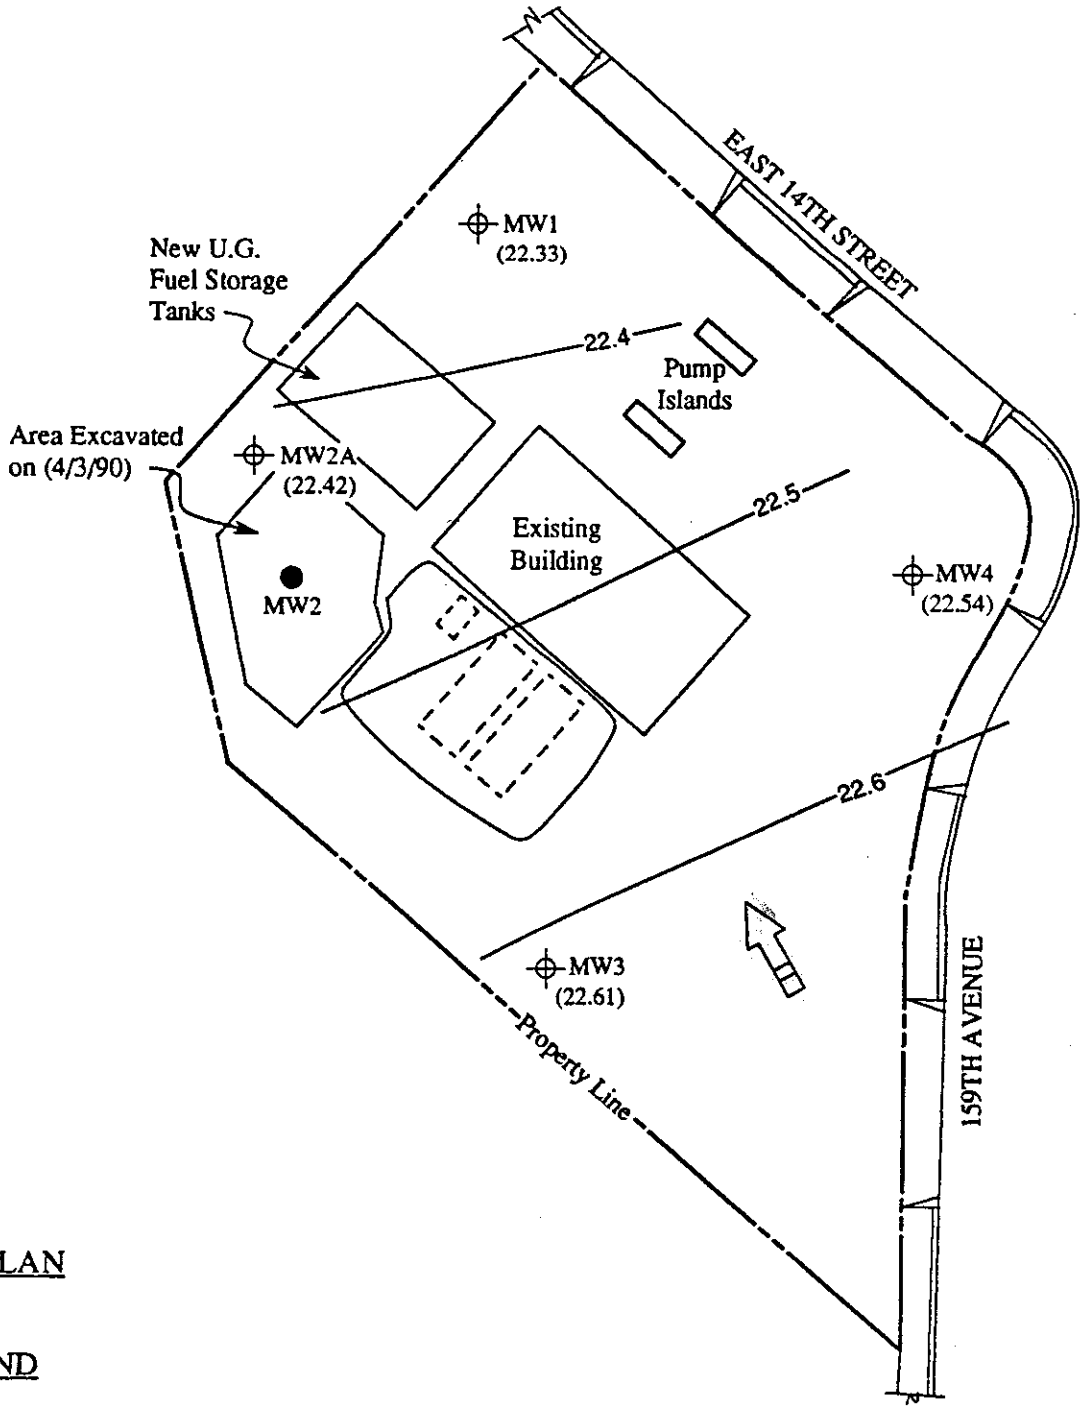 EAST 14TH STREET
MW1
(22.33)
New U.G.
Fuel Storage
Tanks
22.4
Pump
Islands
Area Excavated
on (4/3/90)
MW2A
(22.42)
22.5
Existing
Building
MW4
(22.54)
MW2
22.6
MW3
(22.61)
Property Line
159TH AVENUE
LAN
ND